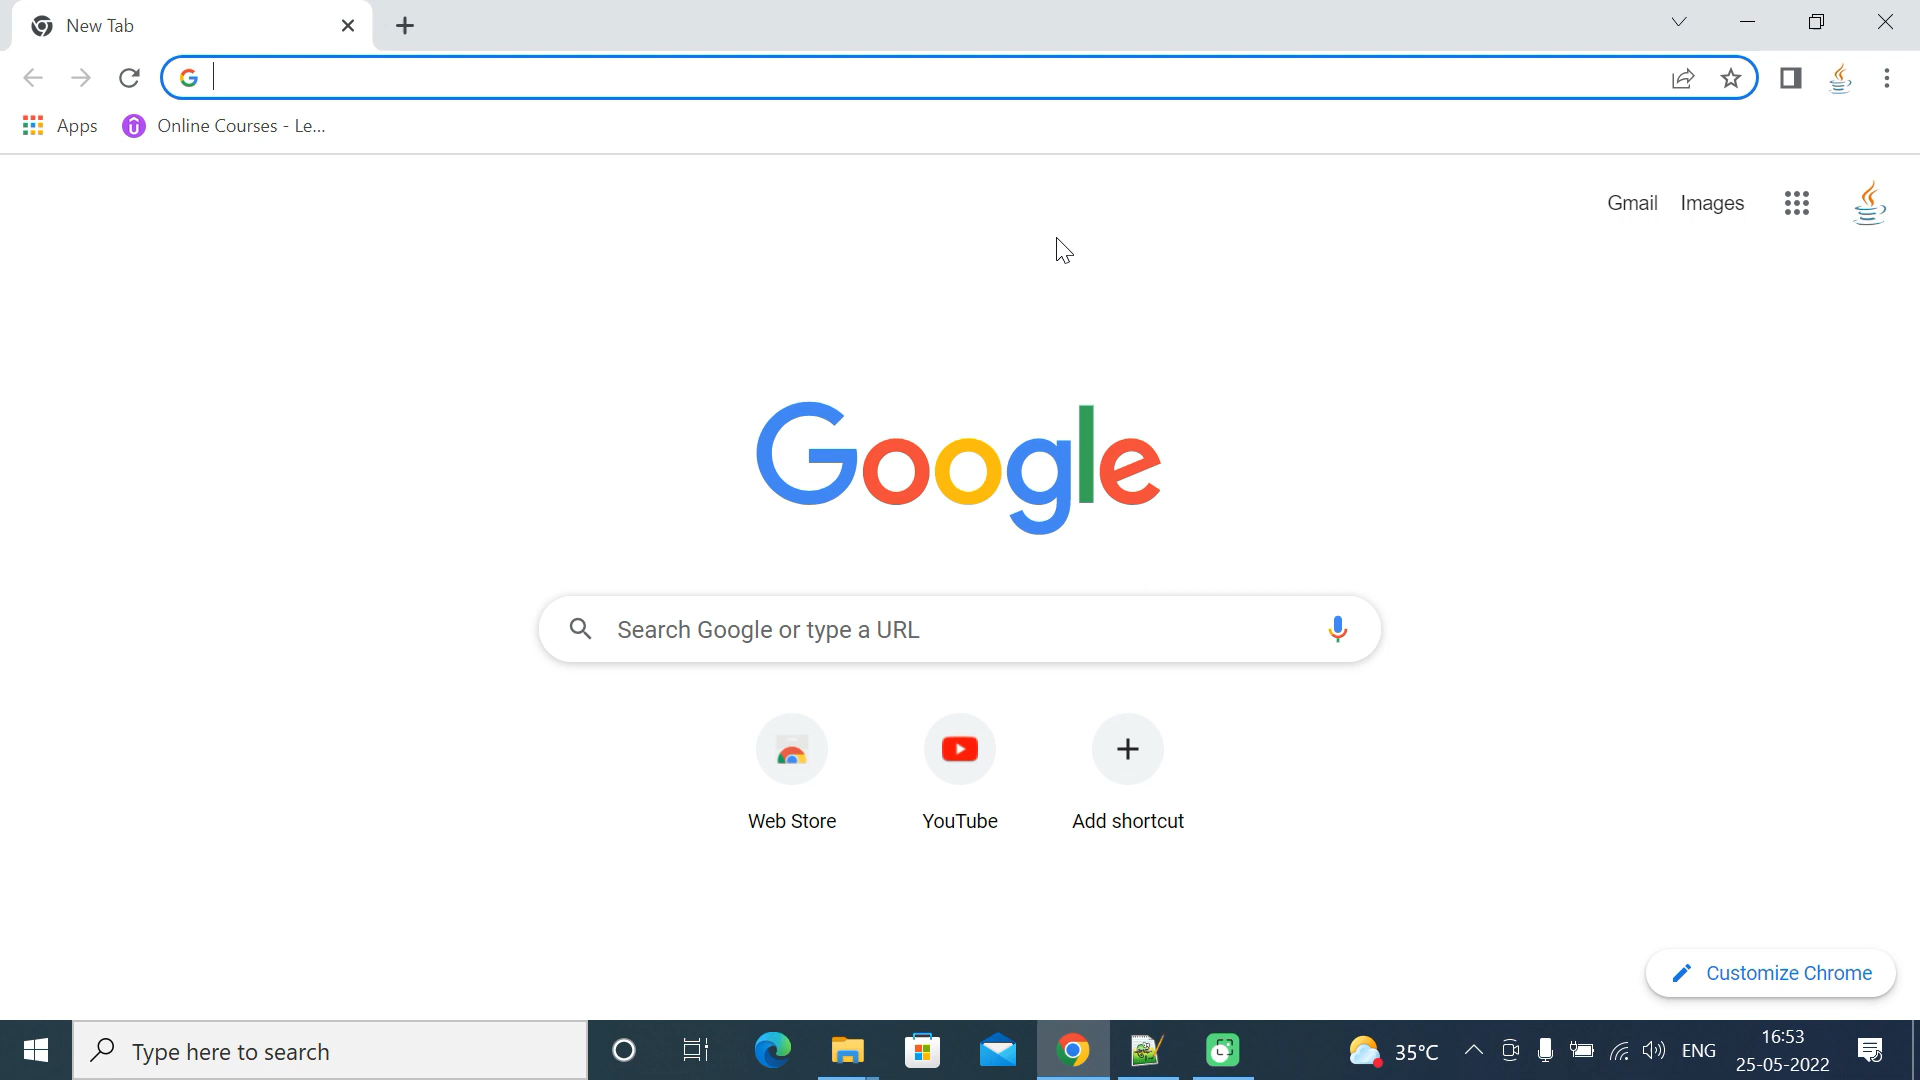 New Tab
Apps
Online Courses - Le...
Gmail Images
Google
Search Google or type a URL
Web Store
YouTube
Add shortcut
Customize Chrome
Type here to search
35°C
ENG
16:53
25-05-2022